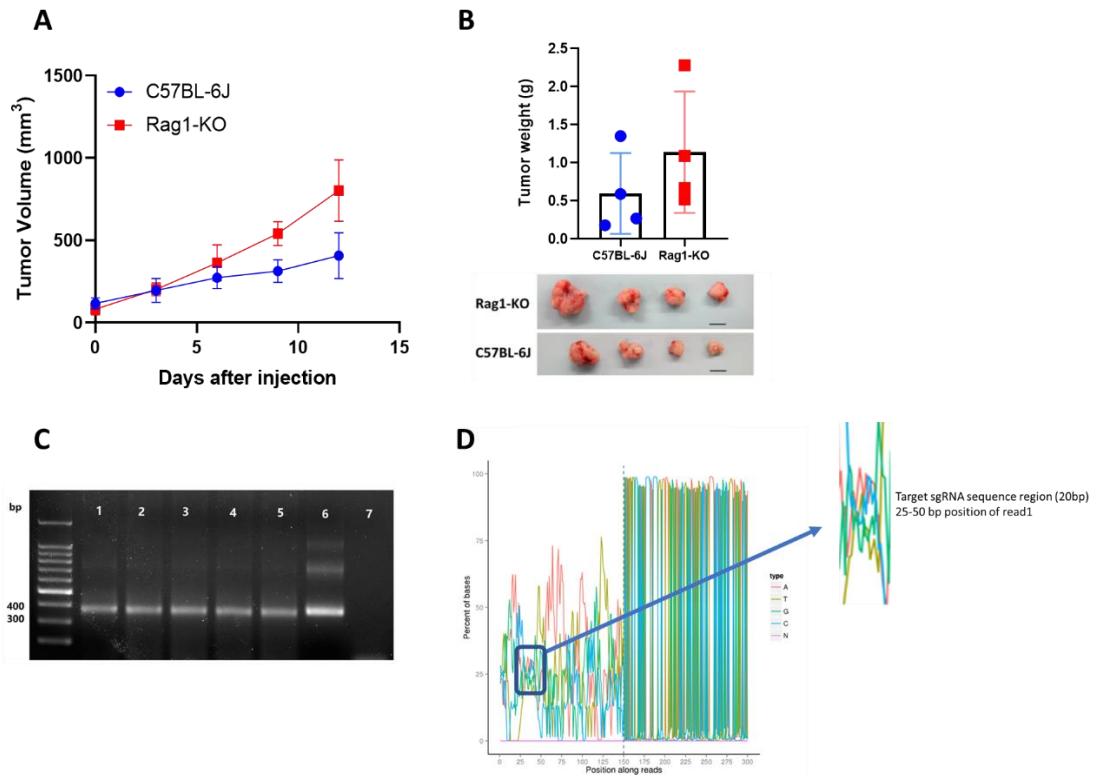 A
1500
1000
500
0
Tumor Volume (mm³)
C57BL-6J
Rag1-KO
0 5 10 15
Days after injection
B
2.5
2.0
1.5
1.0
0.5
0.0
Tumor weight (g)
C57BL-6J Rag1-KO
Rag1-KO
C57BL-6J
C
bp 1 2 3 4 5 6 7
400
300
D
100
75
50
25
0
Percent of bases
0 25 50 75 100 125 150 175 200 225 250 275 300
Position along reads
type
A
T
G
C
N
Target sgRNA sequence region (20bp)
25-50 bp position of read1